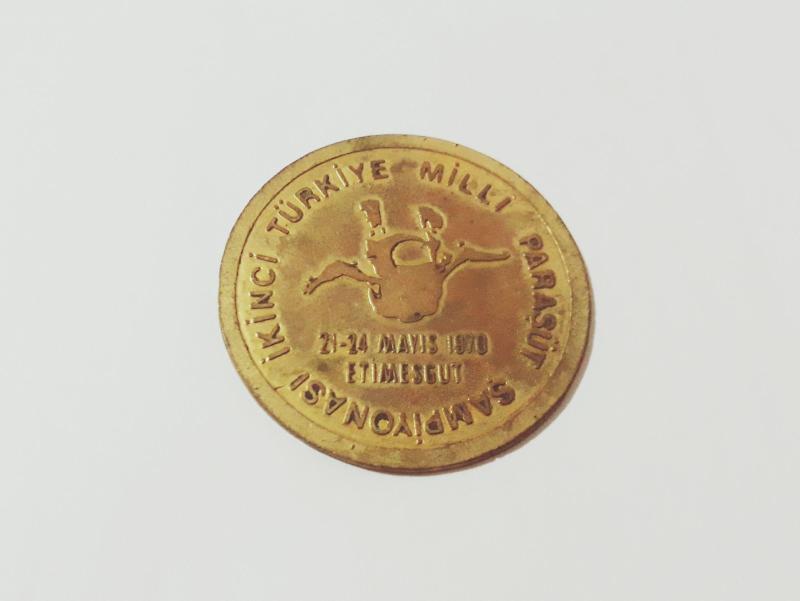 İKİNCİ TÜRKİYE MİLLİ PARAŞÜT ŞAMPİYONASI
21-24 MAYIS 1970
ETİMESGUT